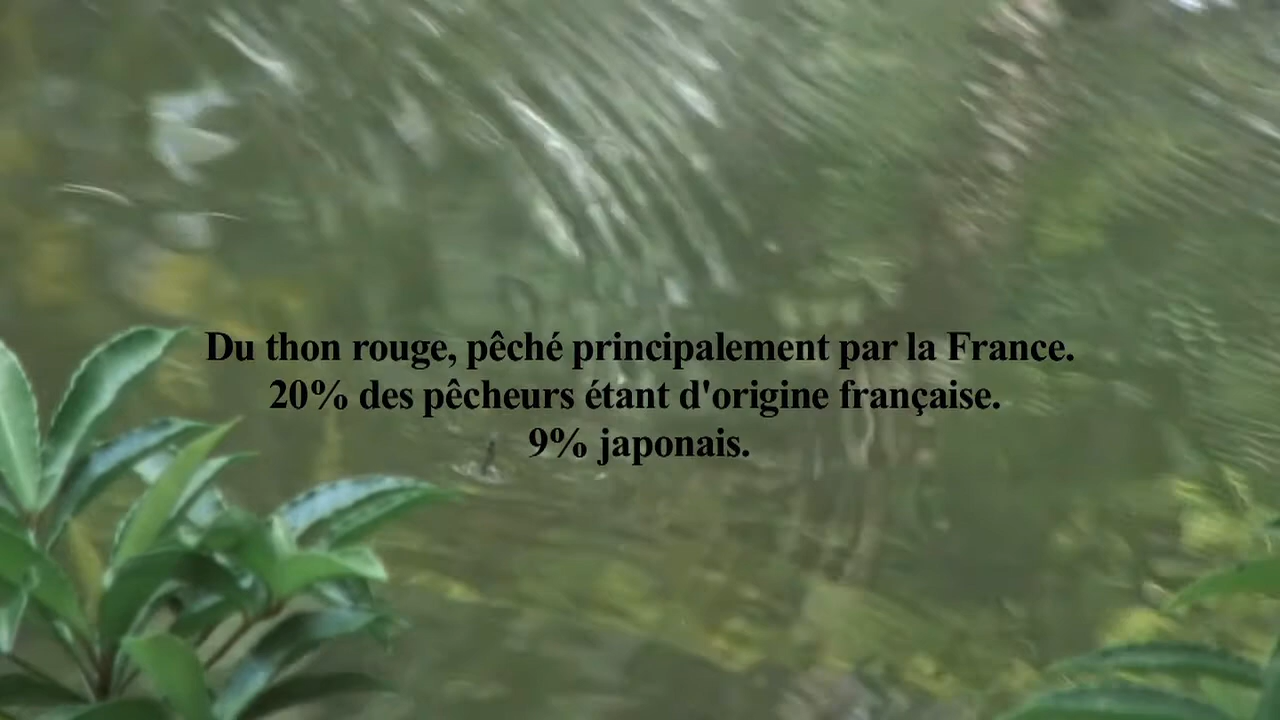 Du thon rouge, pêché principalement par la France.
20% des pêcheurs étant d'origine française.
9% japonais.